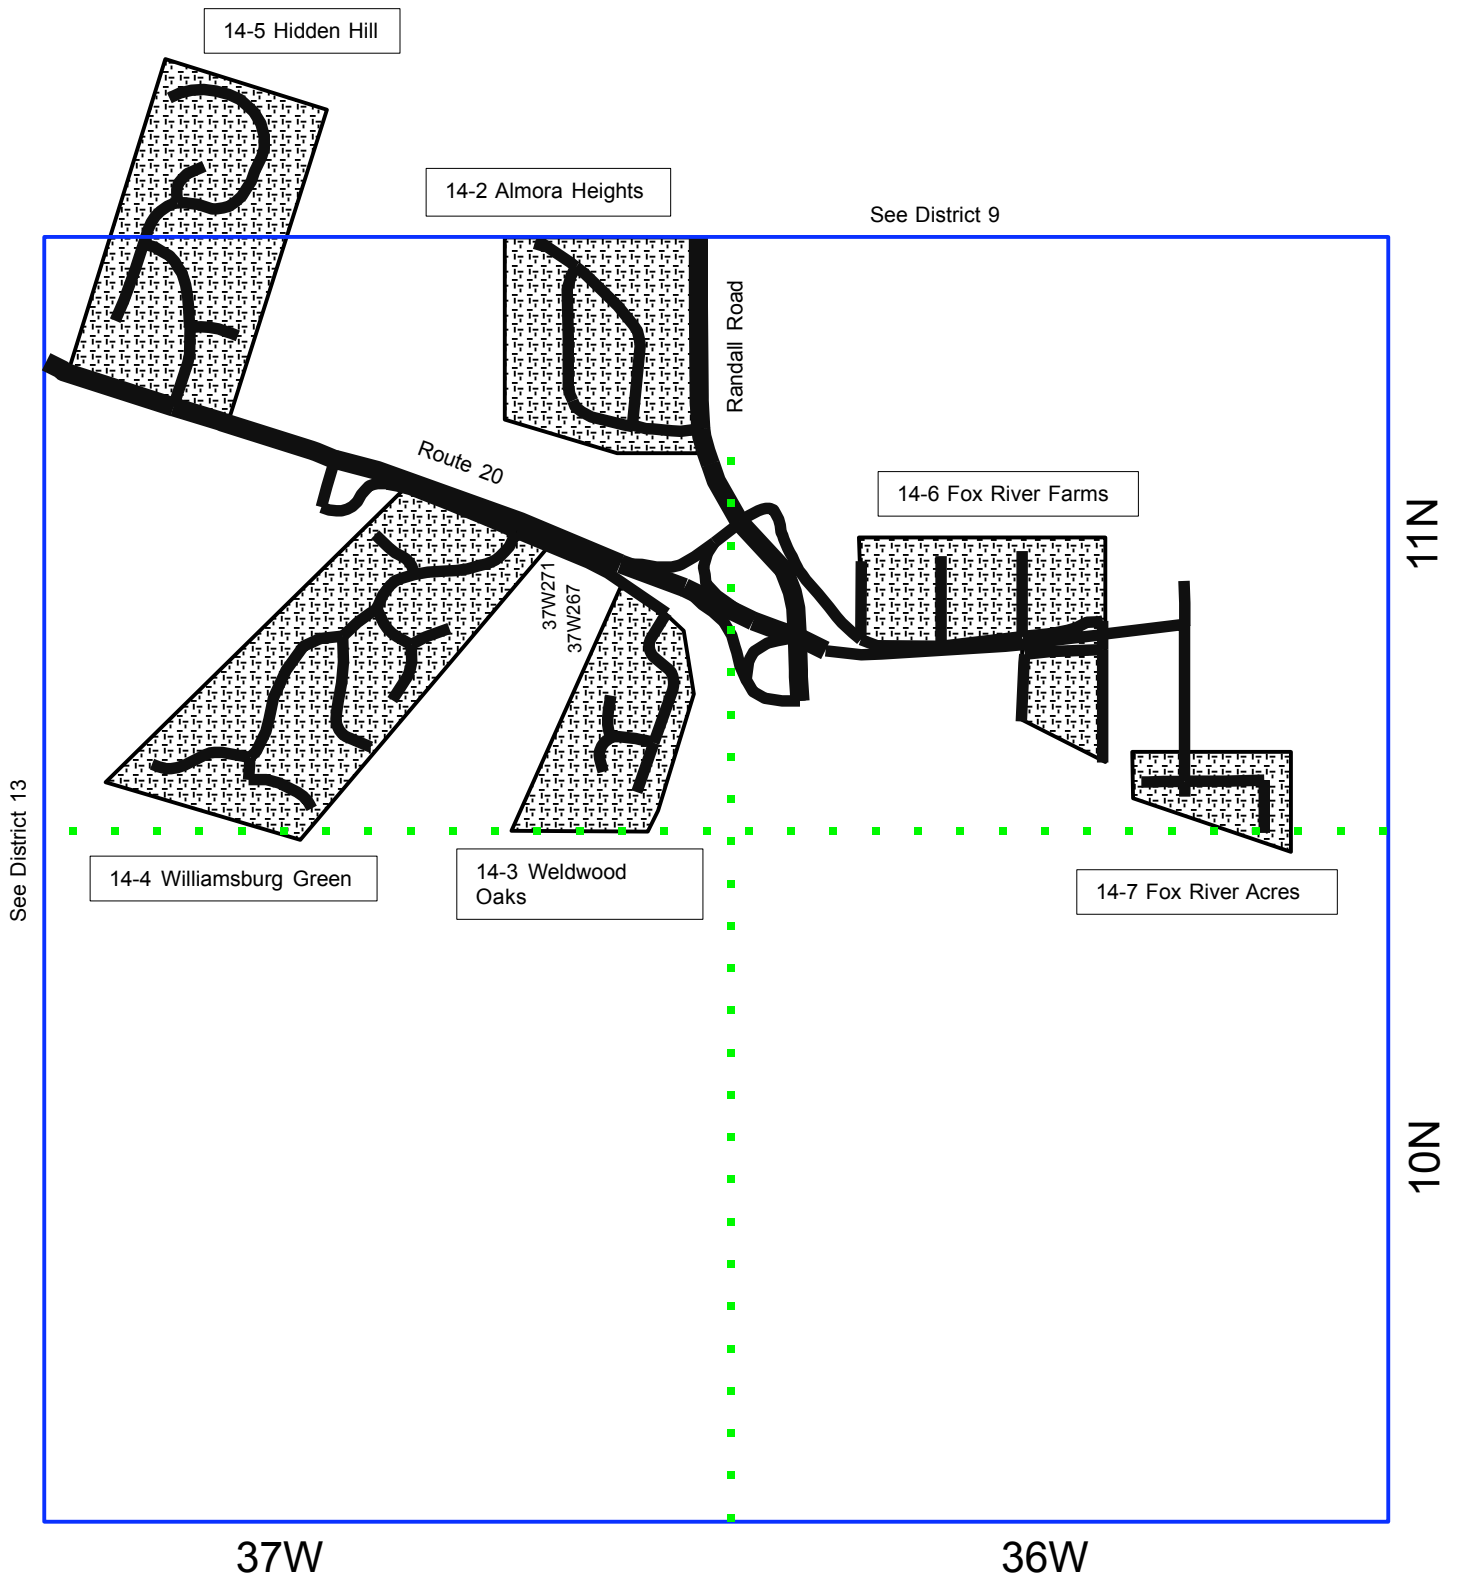 14-5 Hidden Hill
14-2 Almora Heights
See District 9
Randall Road
Route 20
14-6 Fox River Farms
11N
37W271
37W267
See District 13
14-4 Williamsburg Green
14-3 Weldwood
Oaks
14-7 Fox River Acres
10N
37W
36W